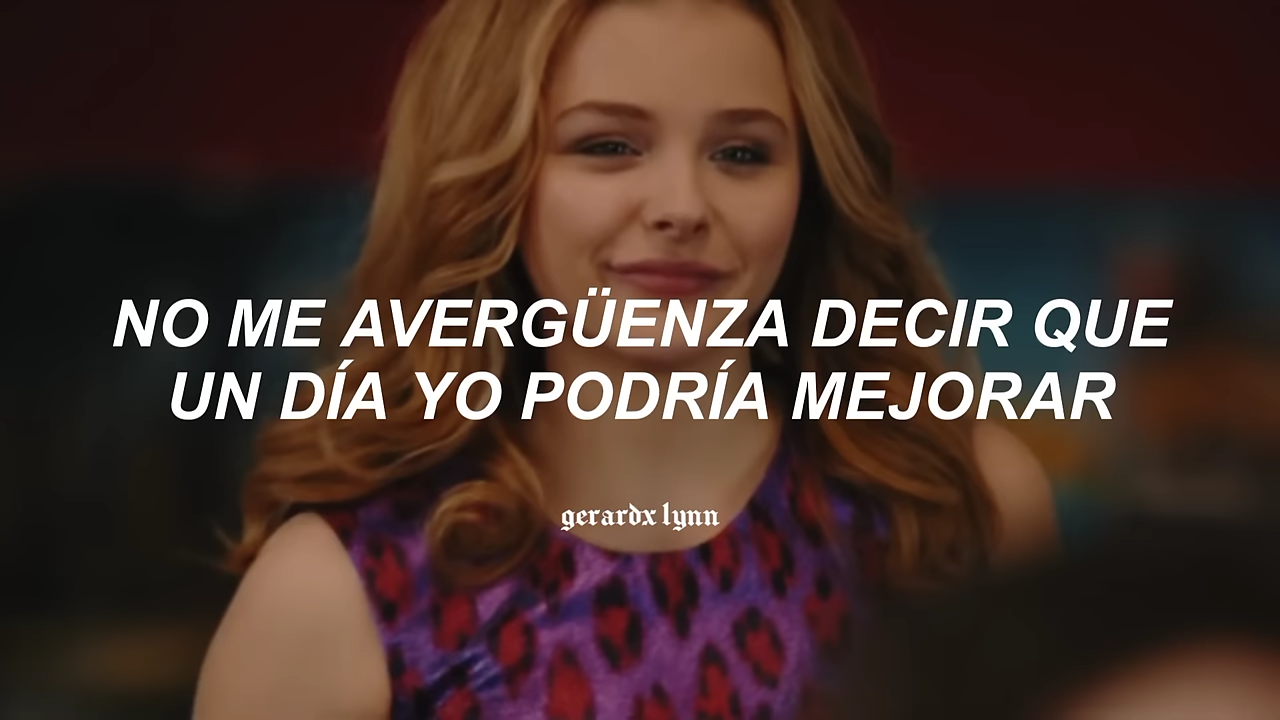 NO ME AVERGÜENZA DECIR QUE
UN DÍA YO PODRÍA MEJORAR
gerardx lynn